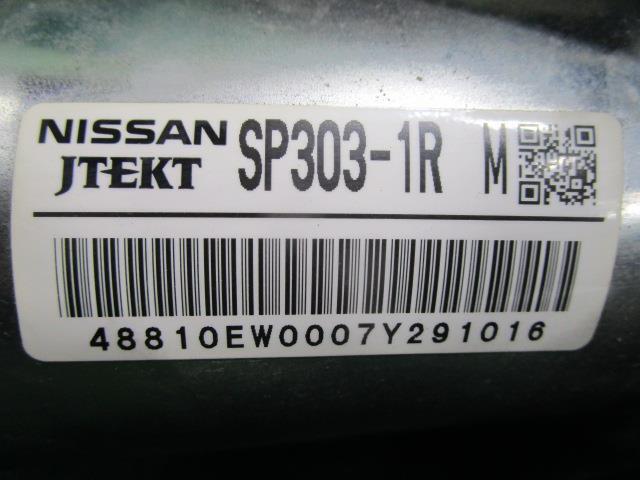 NISSAN
JTEKT SP303-1R M
48810EW0007Y291016